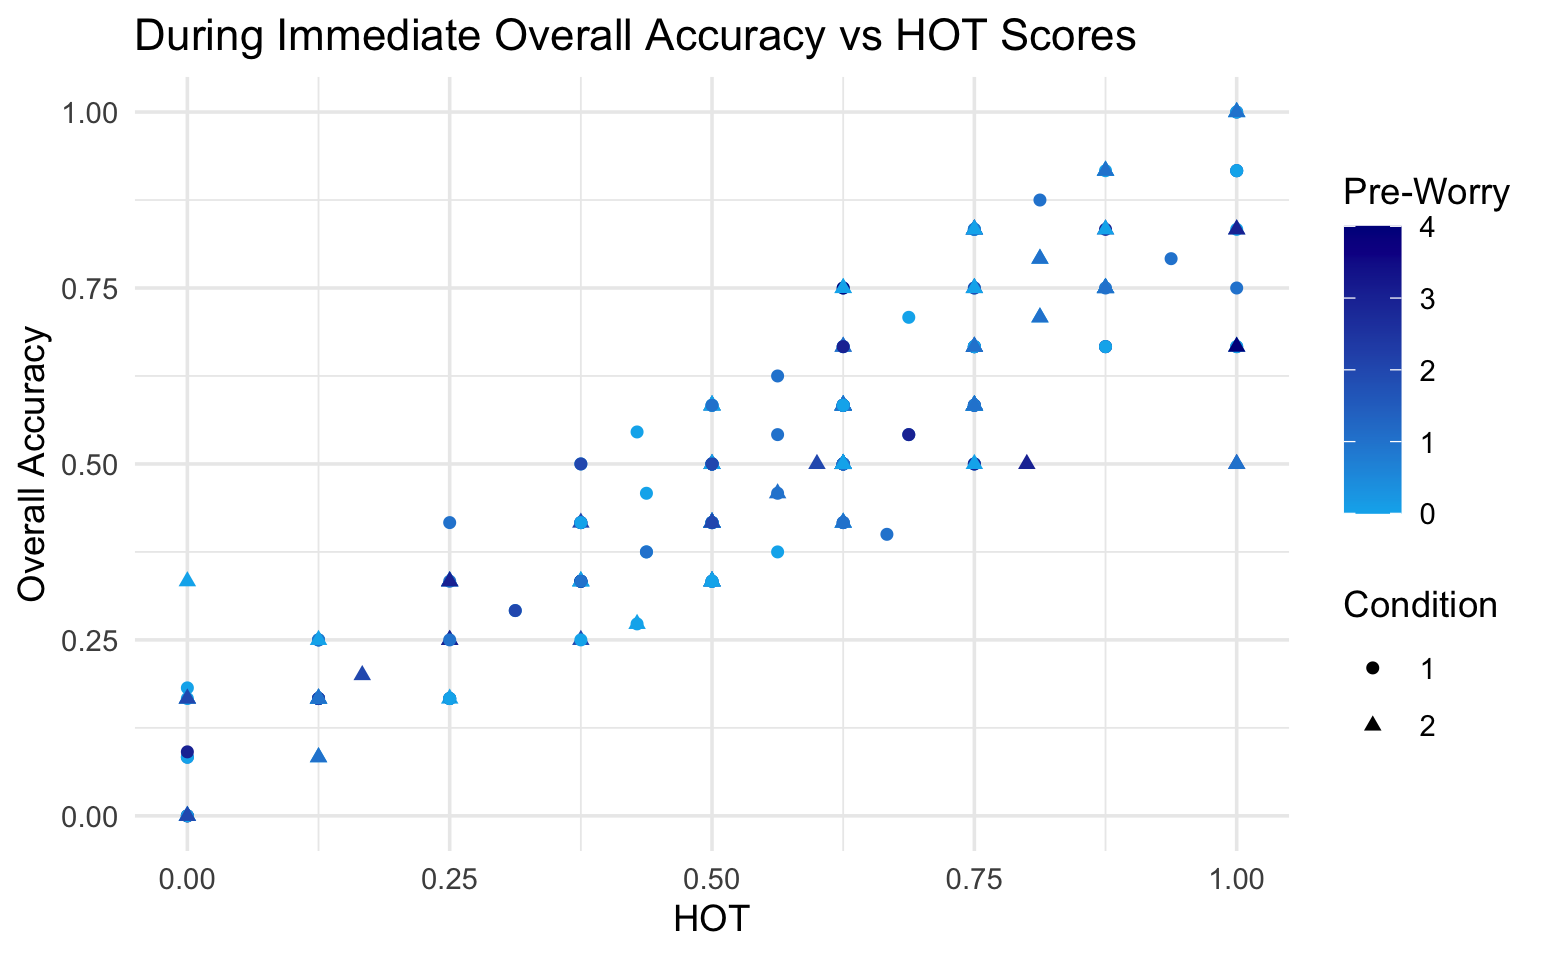 During Immediate Overall Accuracy vs HOT Scores
Overall Accuracy
1.00
0.75
0.50
0.25
0.00
0.00 0.25 0.50 0.75 1.00
HOT
Pre-Worry
4
3
2
1
0
Condition
1
2